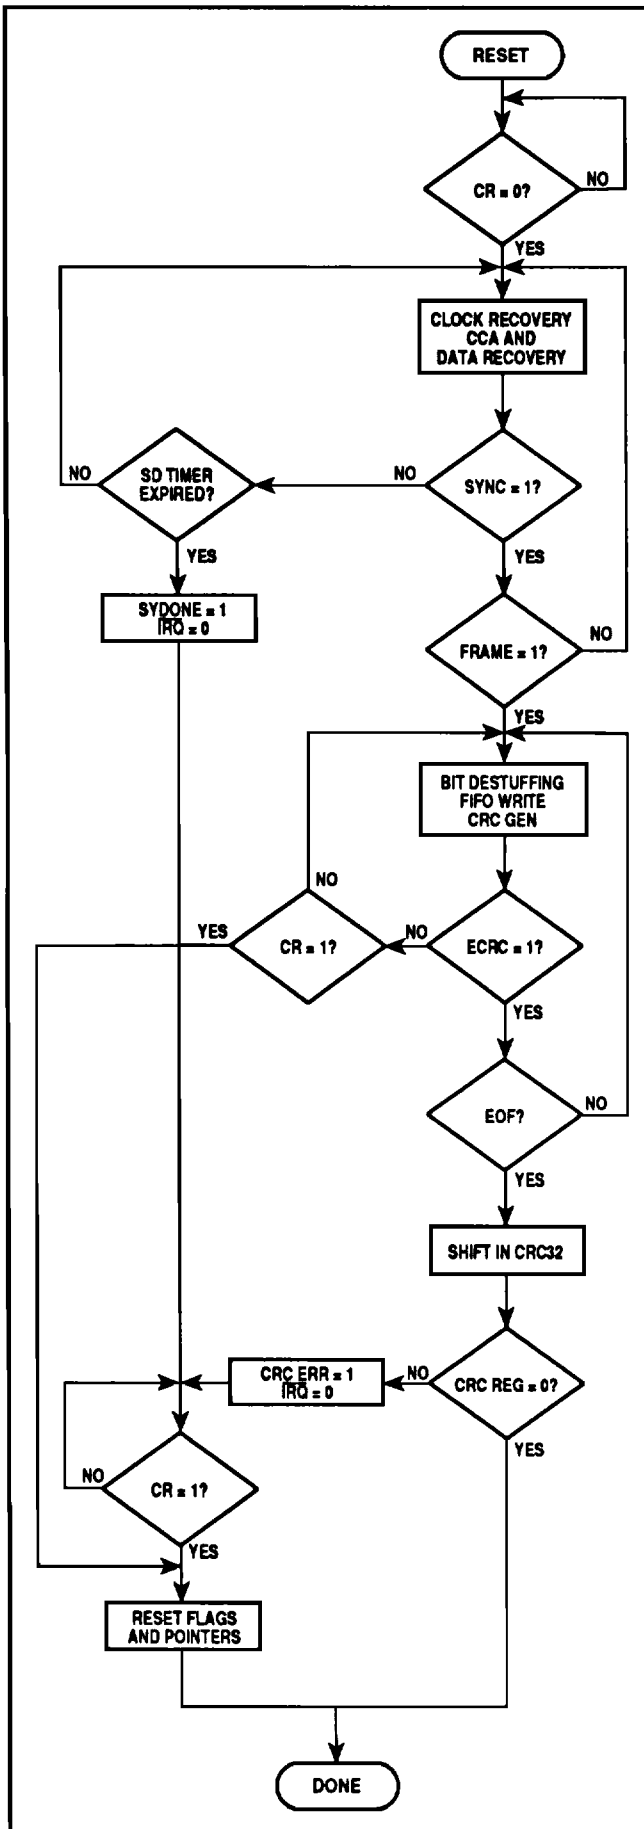 RESET
CR = 0?
NO
YES
CLOCK RECOVERY
CCA AND
DATA RECOVERY
NO
SD TIMER
EXPIRED?
NO
SYNC = 1?
YES
YES
SYDONE = 1
IRQ = 0
FRAME = 1?
NO
YES
BIT DESTUFFING
FIFO WRITE
CRC GEN
NO
YES
CR = 1?
NO
ECRC = 1?
YES
EOF?
NO
YES
SHIFT IN CRC32
CRC ERR = 1
IRQ = 0
NO
CRC REG = 0?
YES
NO
CR = 1?
YES
RESET FLAGS
AND POINTERS
DONE